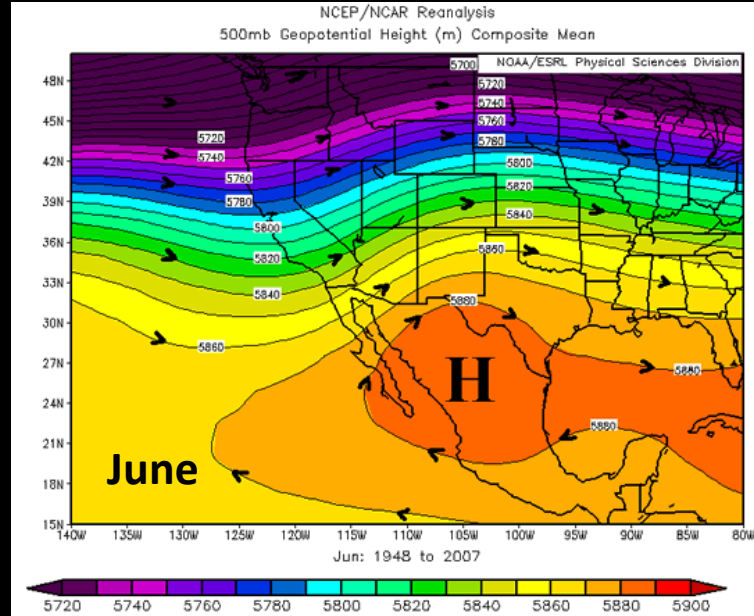 NCEP/NCAR Reanalysis
500mb Geopotential Height (m) Composite Mean
NOAA/ESRL Physical Sciences Division
48N
45N
42N
39N
36N
33N
30N
27N
24N
21N
18N
15N
5700
5720
5740
5760
5780
5800
5820
5840
5860
5880
5720
5740
5760
5780
5800
5820
5840
5860
5880
5880
H
June
140W 135W 130W 125W 120W 115W 110W 105W 100W 95W 90W 85W 80W
Jun: 1948 to 2007
5720 5740 5760 5780 5800 5820 5840 5860 5880 5900